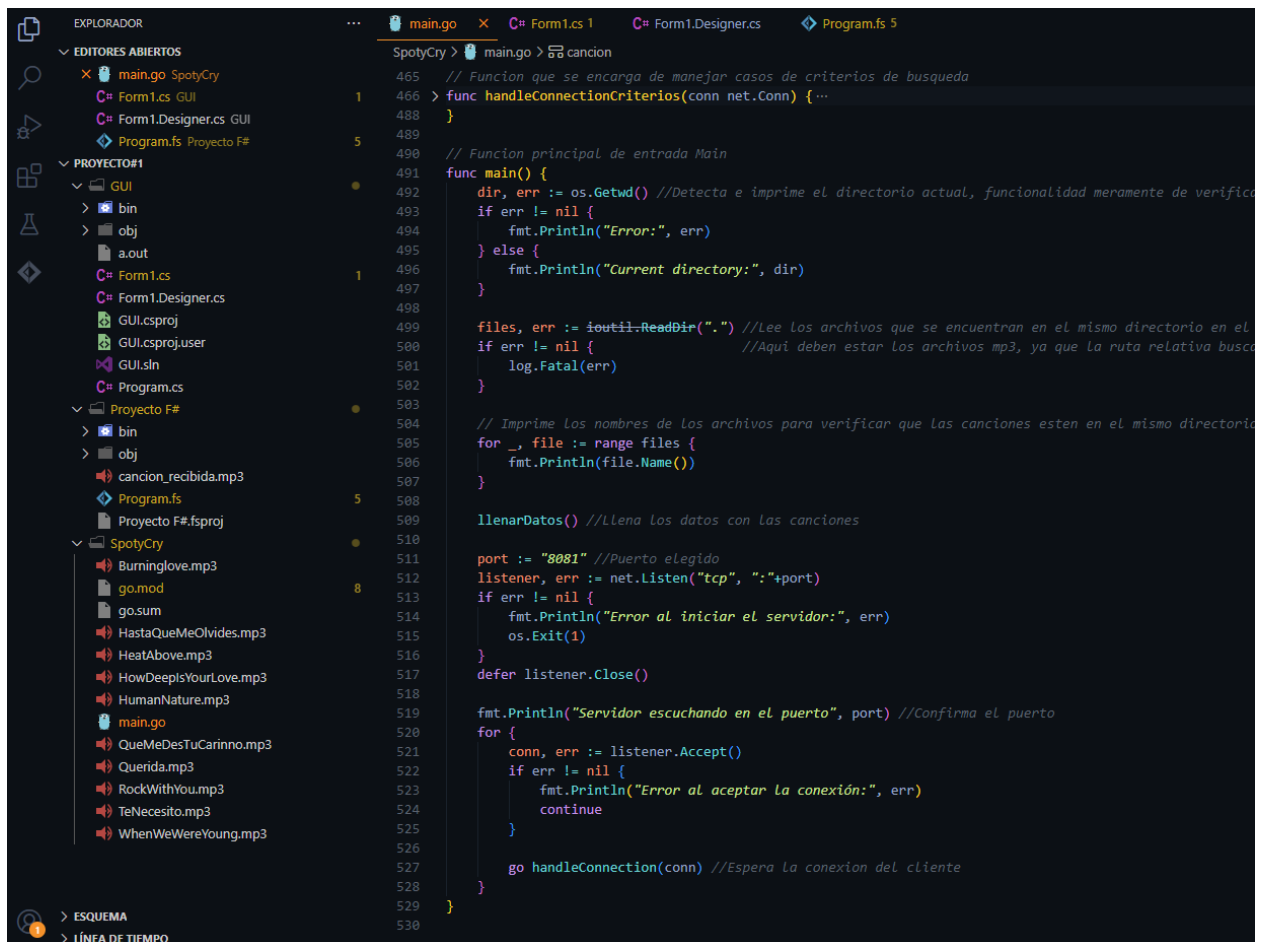 EXPLORADOR
EDITORES ABIERTOS
main.go SpotyCry
C# Form1.cs GUI 1
C# Form1.Designer.cs GUI
Program.fs Proyecto F# 5
PROYECTO#1
GUI
bin
obj
a.out
C# Form1.cs 1
C# Form1.Designer.cs
GUI.csproj
GUI.csproj.user
GUI.sln
C# Program.cs
Proyecto F#
bin
obj
cancion_recibida.mp3
Program.fs 5
Proyecto F#.fsproj
SpotyCry
Burninglove.mp3
go.mod 8
go.sum
HastaQueMeOlvides.mp3
HeatAbove.mp3
HowDeepIsYourLove.mp3
HumanNature.mp3
main.go
QueMeDesTuCarinno.mp3
Querida.mp3
RockWithYou.mp3
TeNecesito.mp3
WhenWeWereYoung.mp3
1
ESQUEMA
LÍNEA DE TIEMPO
main.go C# Form1.cs 1 C# Form1.Designer.cs Program.fs 5
SpotyCry > main.go > cancion
465 // Funcion que se encarga de manejar casos de criterios de busqueda
466 > func handleConnectionCriterios(conn net.Conn) { ···
488 }
489
490 // Funcion principal de entrada Main
491 func main() {
492 dir, err := os.Getwd() //Detecta e imprime el directorio actual, funcionalidad meramente de verifica
493 if err != nil {
494 fmt.Println("Error:", err)
495 } else {
496 fmt.Println("Current directory:", dir)
497 }
498
499 files, err := ioutil.ReadDir(".") //Lee los archivos que se encuentran en el mismo directorio en el
500 if err != nil { //Aqui deben estar los archivos mp3, ya que la ruta relativa busca
501 log.Fatal(err)
502 }
503
504 // Imprime los nombres de los archivos para verificar que las canciones esten en el mismo directorio
505 for _, file := range files {
506 fmt.Println(file.Name())
507 }
508
509 llenarDatos() //Llena los datos con las canciones
510
511 port := "8081" //Puerto elegido
512 listener, err := net.Listen("tcp", ":"+port)
513 if err != nil {
514 fmt.Println("Error al iniciar el servidor:", err)
515 os.Exit(1)
516 }
517 defer listener.Close()
518
519 fmt.Println("Servidor escuchando en el puerto", port) //Confirma el puerto
520 for {
521 conn, err := listener.Accept()
522 if err != nil {
523 fmt.Println("Error al aceptar la conexión:", err)
524 continue
525 }
526
527 go handleConnection(conn) //Espera la conexion del cliente
528 }
529 }
530